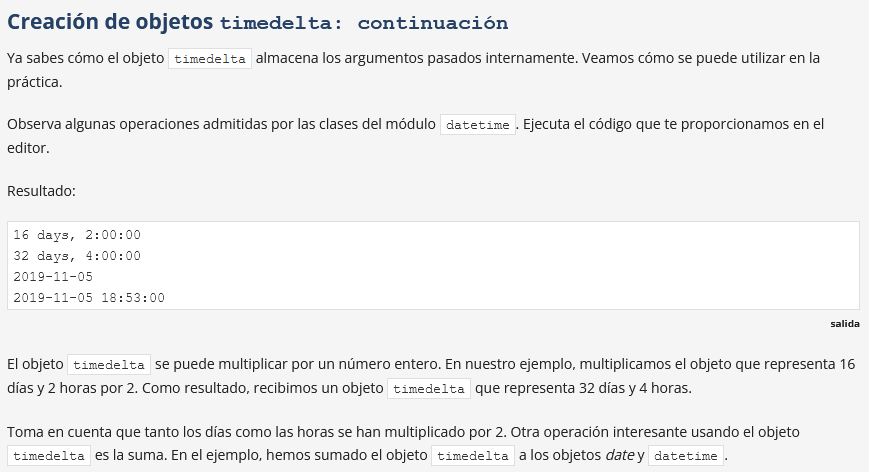 Creación de objetos timedelta: continuación
Ya sabes cómo el objeto timedelta almacena los argumentos pasados internamente. Veamos cómo se puede utilizar en la
práctica.
Observa algunas operaciones admitidas por las clases del módulo datetime. Ejecuta el código que te proporcionamos en el
editor.
Resultado:
16 days, 2:00:00
32 days, 4:00:00
2019-11-05
2019-11-05 18:53:00
salida
El objeto timedelta se puede multiplicar por un número entero. En nuestro ejemplo, multiplicamos el objeto que representa 16
días y 2 horas por 2. Como resultado, recibimos un objeto timedelta que representa 32 días y 4 horas.
Toma en cuenta que tanto los días como las horas se han multiplicado por 2. Otra operación interesante usando el objeto
timedelta es la suma. En el ejemplo, hemos sumado el objeto timedelta a los objetos date y datetime.